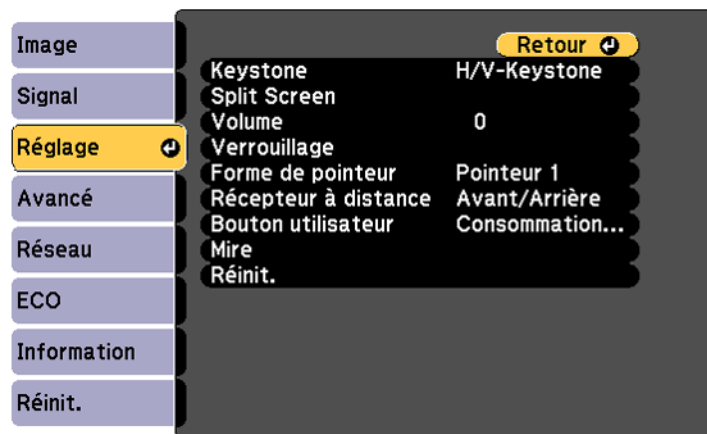 Image
Signal
Réglage
Avancé
Réseau
ECO
Information
Réinit.
Retour
Keystone H/V-Keystone
Split Screen
Volume 0
Verrouillage
Forme de pointeur Pointeur 1
Récepteur à distance Avant/Arrière
Bouton utilisateur Consommation...
Mire
Réinit.